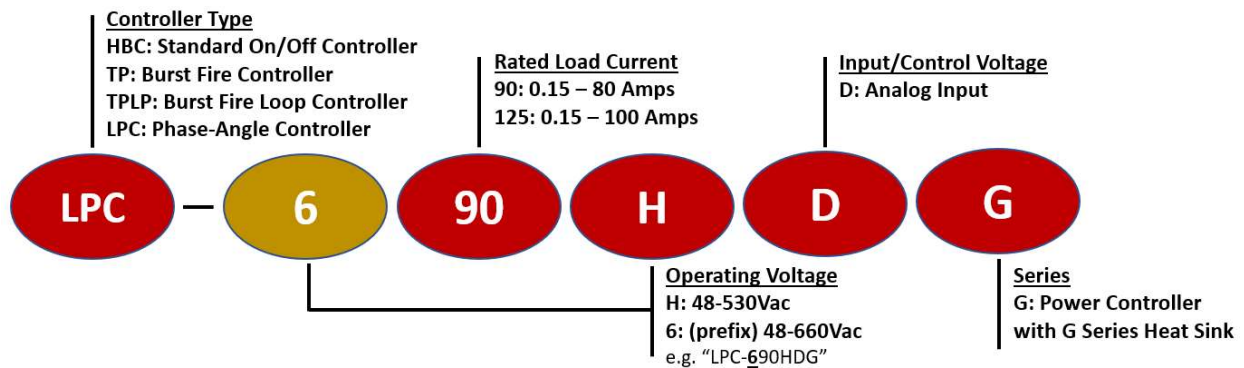 Controller Type
HBC: Standard On/Off Controller
TP: Burst Fire Controller
TPLP: Burst Fire Loop Controller
LPC: Phase-Angle Controller
Rated Load Current
90: 0.15 – 80 Amps
125: 0.15 – 100 Amps
Input/Control Voltage
D: Analog Input
LPC – 6 90 H D G
Operating Voltage
H: 48-530Vac
6: (prefix) 48-660Vac
e.g. “LPC-690HDG”
Series
G: Power Controller
with G Series Heat Sink